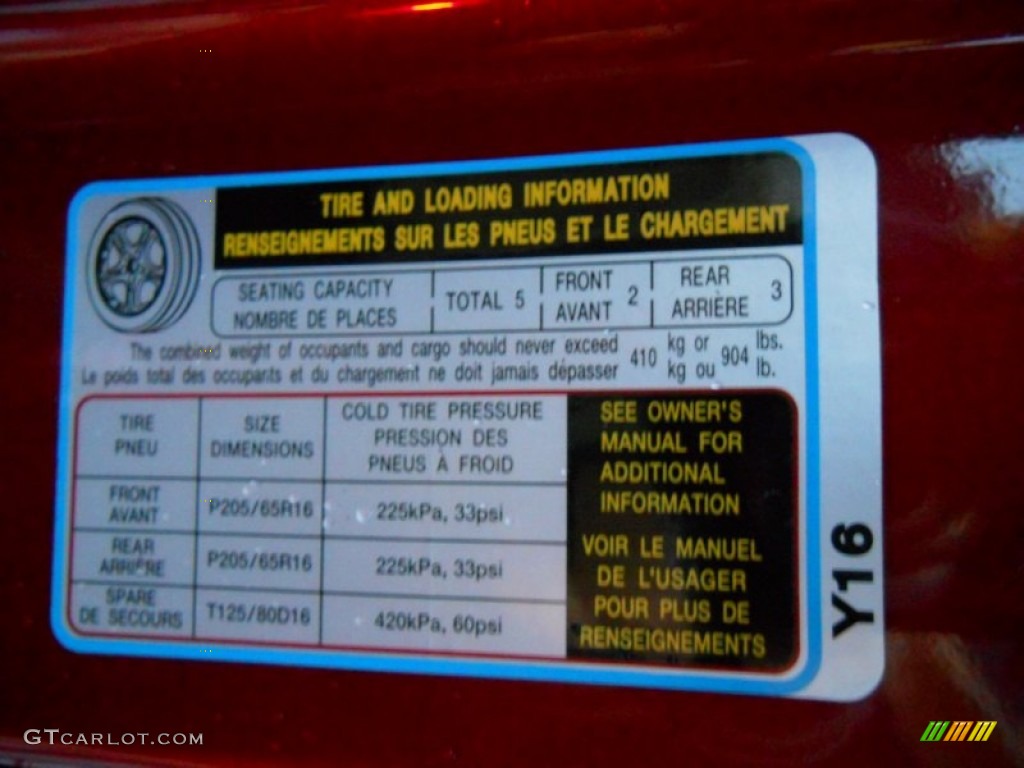 TIRE AND LOADING INFORMATION
RENSEIGNEMENTS SUR LES PNEUS ET LE CHARGEMENT
SEATING CAPACITY
NOMBRE DE PLACES
TOTAL 5
FRONT
AVANT
2
REAR
ARRIÈRE
3
The combined weight of occupants and cargo should never exceed
Le poids total des occupants et du chargement ne doit jamais dépasser
410
kg or
kg ou
904
lbs.
lb.
TIRE
PNEU
SIZE
DIMENSIONS
COLD TIRE PRESSURE
PRESSION DES
PNEUS À FROID
FRONT
AVANT
P205/65R16
225kPa, 33psi
REAR
ARRIÈRE
P205/65R16
225kPa, 33psi
SPARE
DE SECOURS
T125/80D16
420kPa, 60psi
SEE OWNER'S
MANUAL FOR
ADDITIONAL
INFORMATION
VOIR LE MANUEL
DE L'USAGER
POUR PLUS DE
RENSEIGNEMENTS
Y16
GTCARLOT.COM